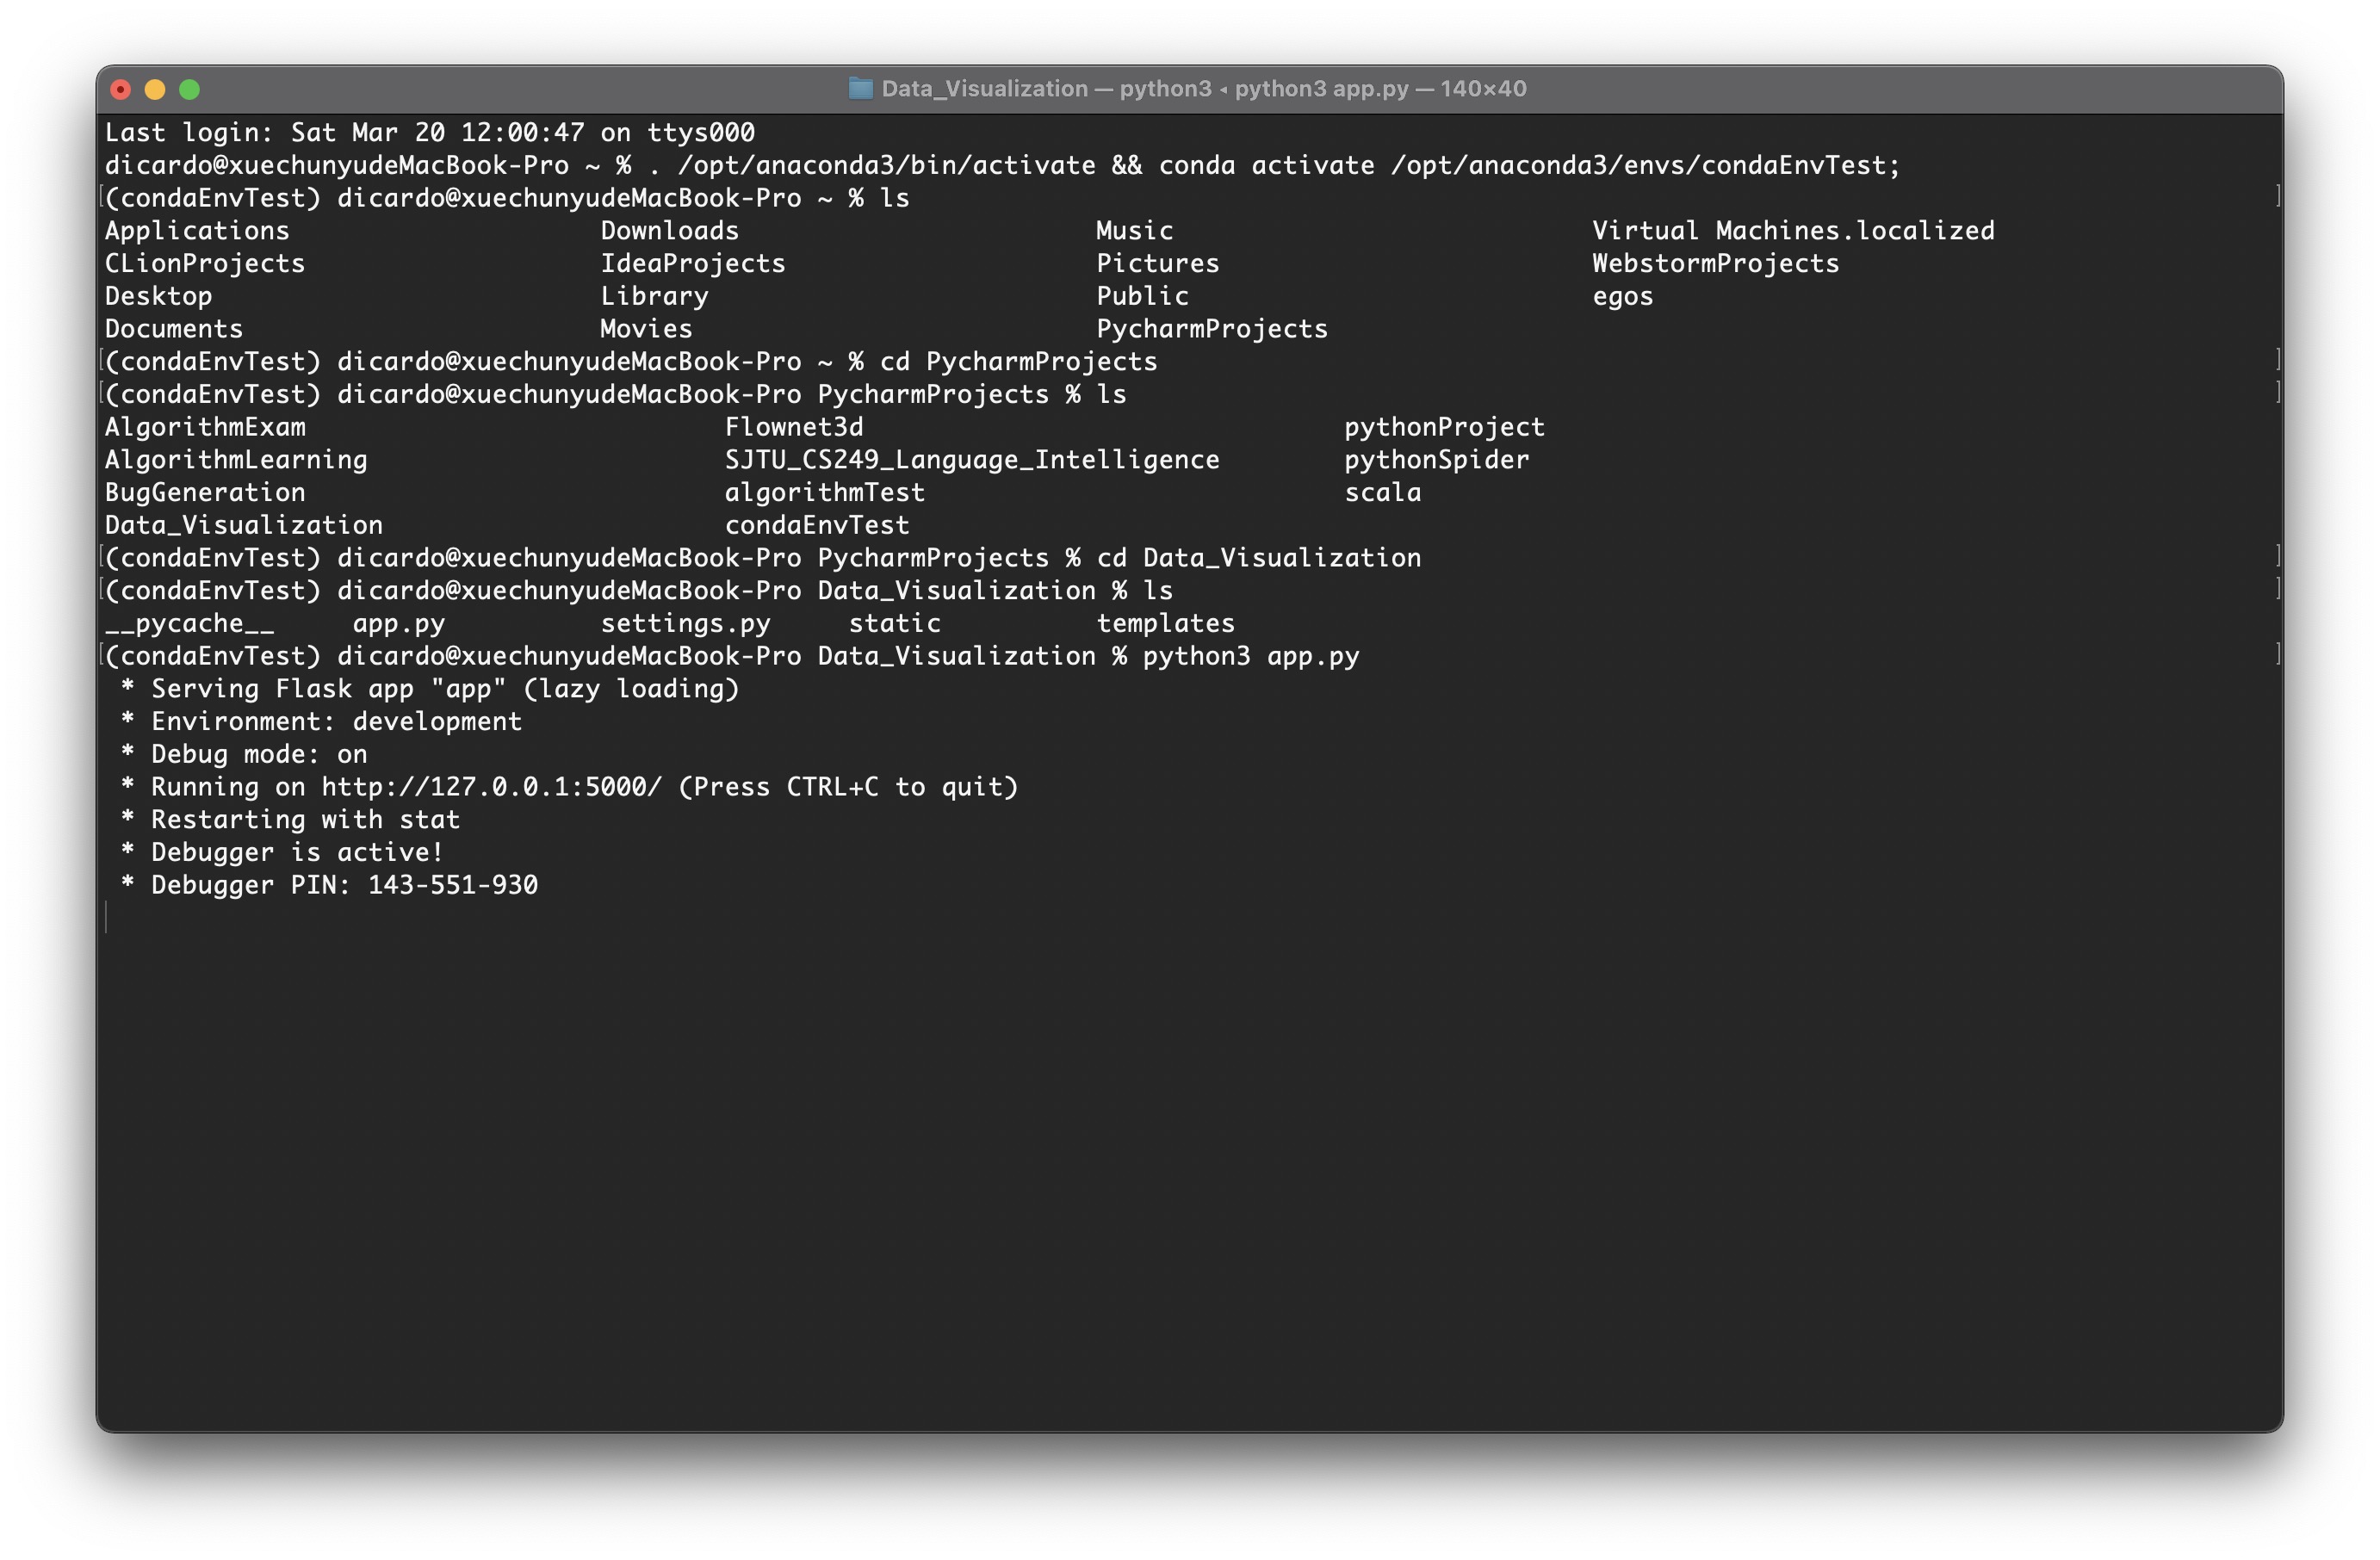 Data_Visualization — python3 ◂ python3 app.py — 140×40
Last login: Sat Mar 20 12:00:47 on ttys000
dicardo@xuechunyudeMacBook-Pro ~ % . /opt/anaconda3/bin/activate && conda activate /opt/anaconda3/envs/condaEnvTest;
[(condaEnvTest) dicardo@xuechunyudeMacBook-Pro ~ % ls ]
Applications Downloads Music Virtual Machines.localized
CLionProjects IdeaProjects Pictures WebstormProjects
Desktop Library Public egos
Documents Movies PycharmProjects
[(condaEnvTest) dicardo@xuechunyudeMacBook-Pro ~ % cd PycharmProjects ]
[(condaEnvTest) dicardo@xuechunyudeMacBook-Pro PycharmProjects % ls ]
AlgorithmExam Flownet3d pythonProject
AlgorithmLearning SJTU_CS249_Language_Intelligence pythonSpider
BugGeneration algorithmTest scala
Data_Visualization condaEnvTest
[(condaEnvTest) dicardo@xuechunyudeMacBook-Pro PycharmProjects % cd Data_Visualization ]
[(condaEnvTest) dicardo@xuechunyudeMacBook-Pro Data_Visualization % ls ]
__pycache__ app.py settings.py static templates
[(condaEnvTest) dicardo@xuechunyudeMacBook-Pro Data_Visualization % python3 app.py ]
 * Serving Flask app "app" (lazy loading)
 * Environment: development
 * Debug mode: on
 * Running on http://127.0.0.1:5000/ (Press CTRL+C to quit)
 * Restarting with stat
 * Debugger is active!
 * Debugger PIN: 143-551-930